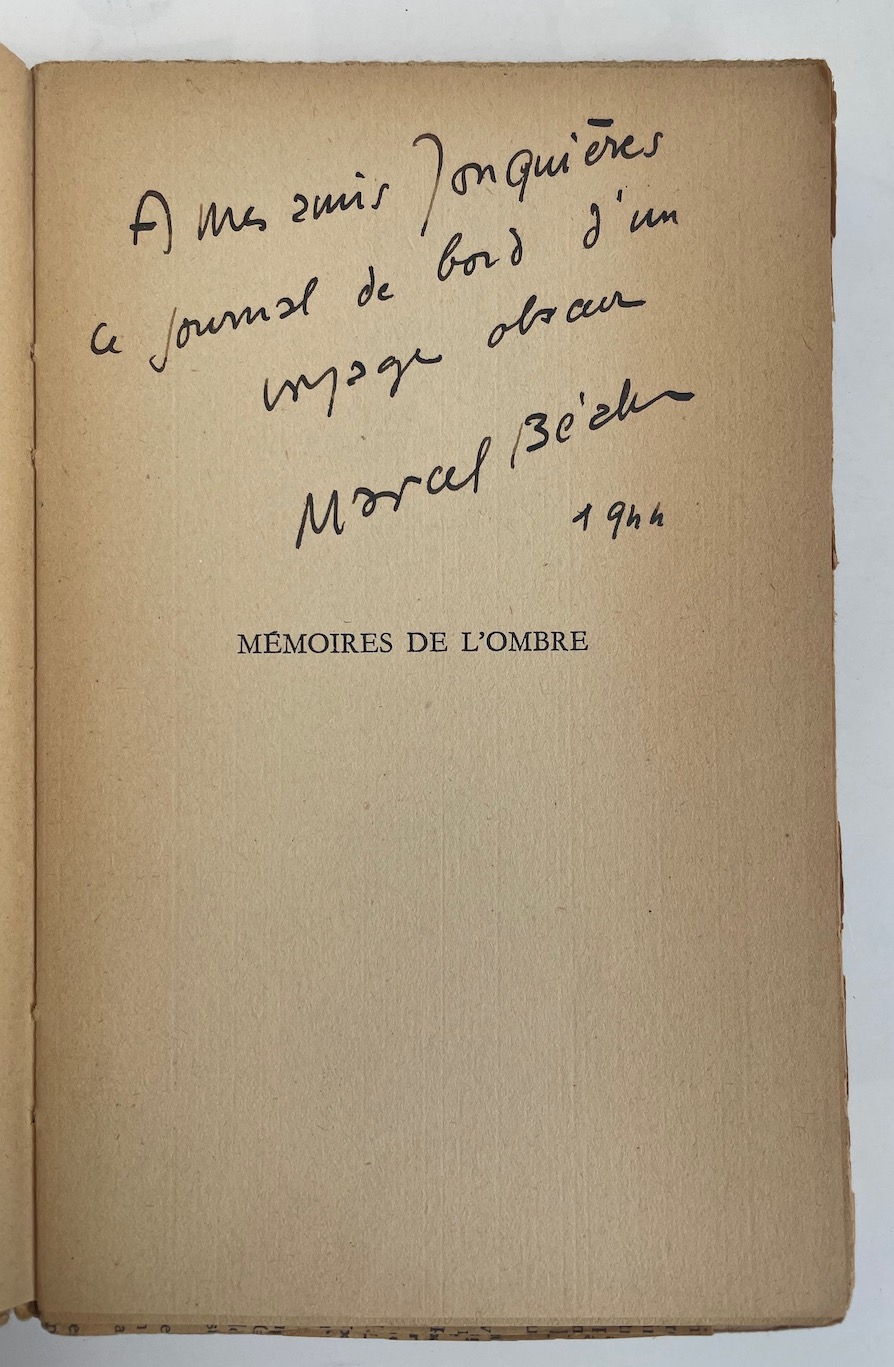 A mes amis Jonquières
ce journal de bord d'un
voyage obscur
Marcel Béalu
1944
MÉMOIRES DE L'OMBRE